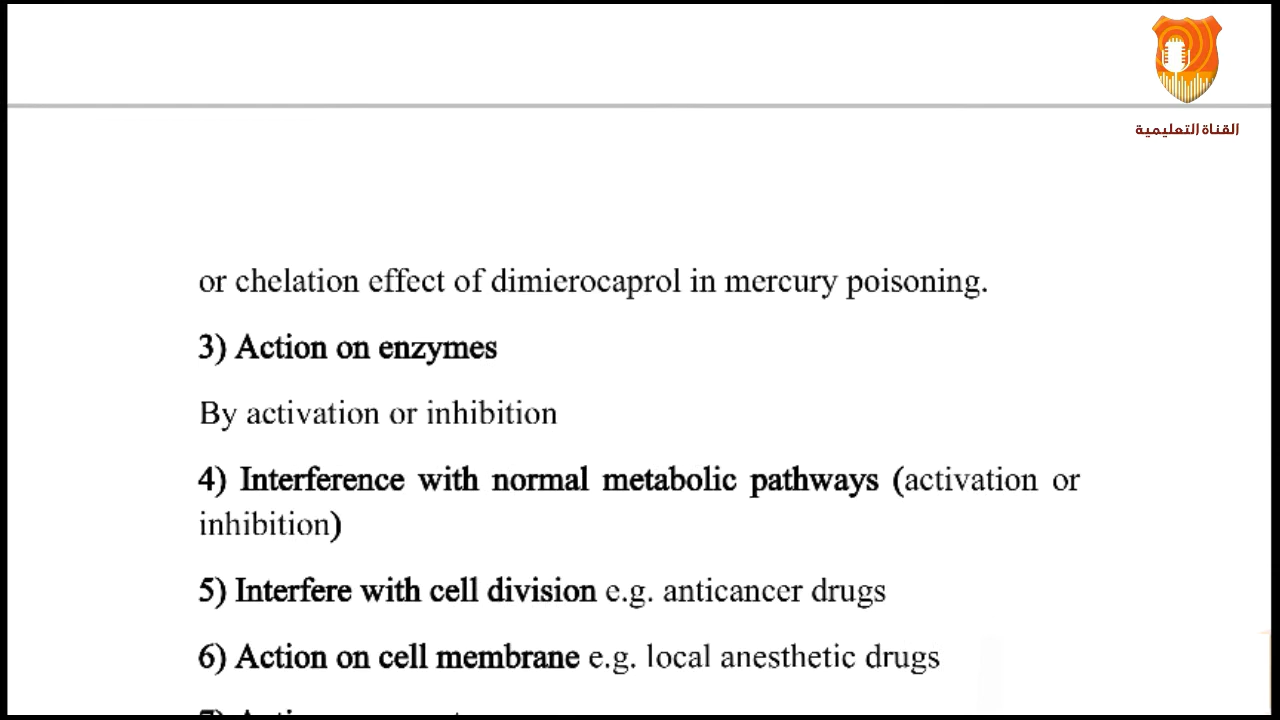 القناة التعليمية
or chelation effect of dimierocaprol in mercury poisoning.
3) Action on enzymes
By activation or inhibition
4) Interference with normal metabolic pathways (activation or
inhibition)
5) Interfere with cell division e.g. anticancer drugs
6) Action on cell membrane e.g. local anesthetic drugs